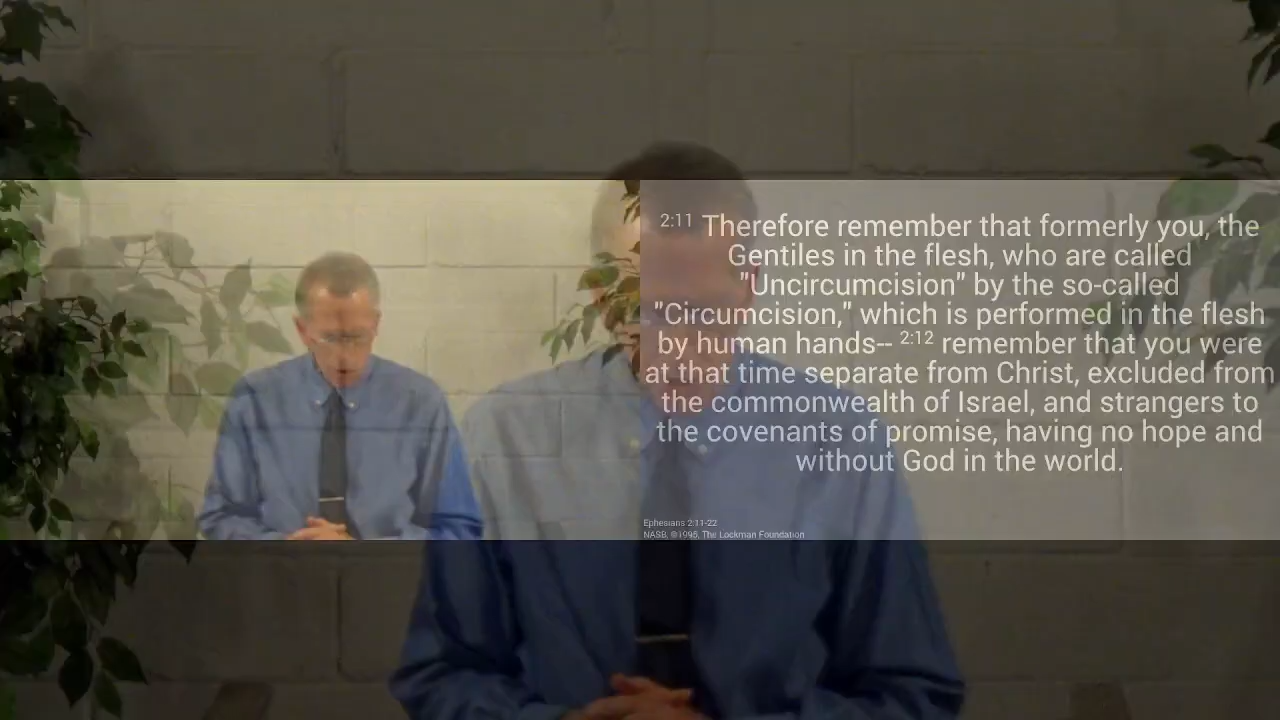 2:11 Therefore remember that formerly you, the
Gentiles in the flesh, who are called
"Uncircumcision" by the so-called
"Circumcision," which is performed in the flesh
by human hands-- 2:12 remember that you were
at that time separate from Christ, excluded from
the commonwealth of Israel, and strangers to
the covenants of promise, having no hope and
without God in the world.
Ephesians 2:11-22
NASB, ©1995, The Lockman Foundation